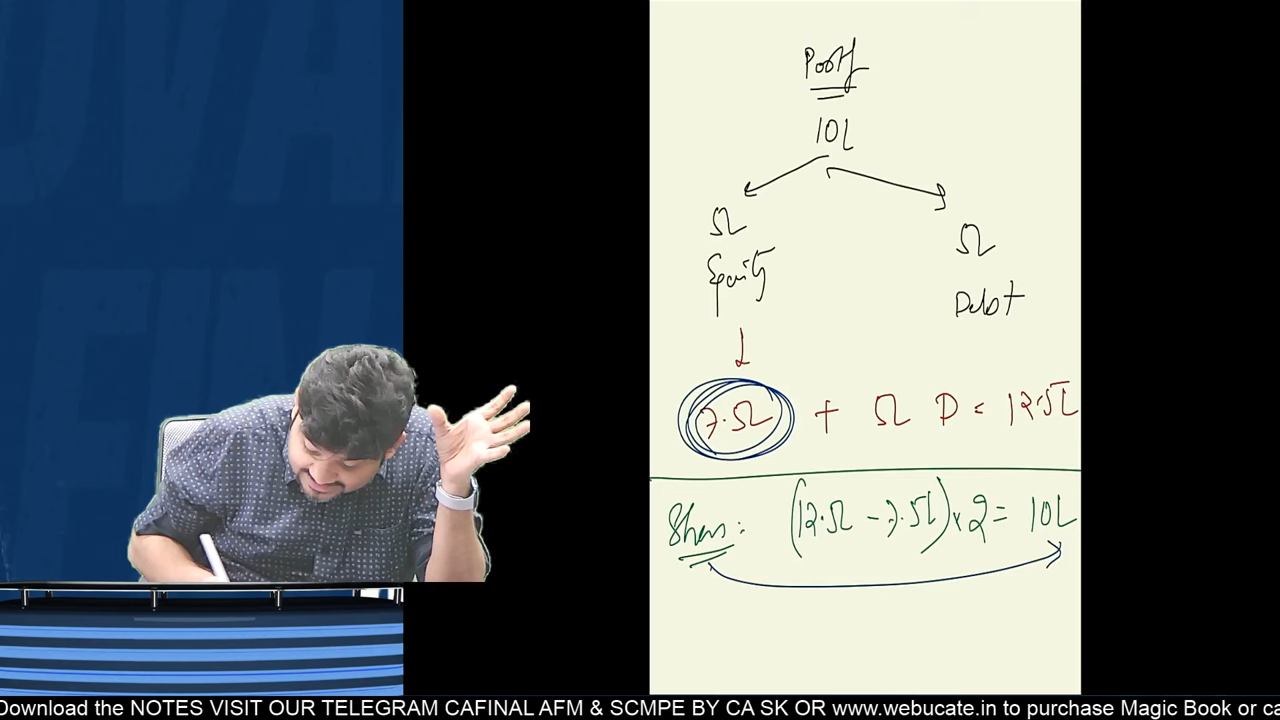 Portf
10L
5L 5L
Equity
Debt
7.5L + 5L D = 12.5L
Shares: (12.5L - 7.5L) x 2 = 10L
Download the NOTES VISIT OUR TELEGRAM CAFINAL AFM & SCMPE BY CA SK OR www.webucate.in to purchase Magic Book or ca